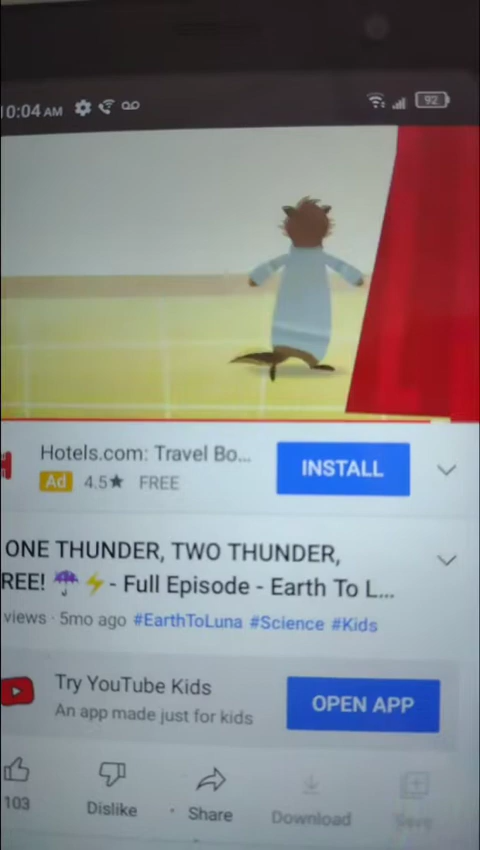 0:04 AM
92
Hotels.com: Travel Bo...
INSTALL
Ad 4.5★ FREE
ONE THUNDER, TWO THUNDER,
REE! ☔⚡- Full Episode - Earth To L...
views · 5mo ago #EarthToLuna #Science #Kids
Try YouTube Kids
An app made just for kids
OPEN APP
103
Dislike
Share
Download
Save